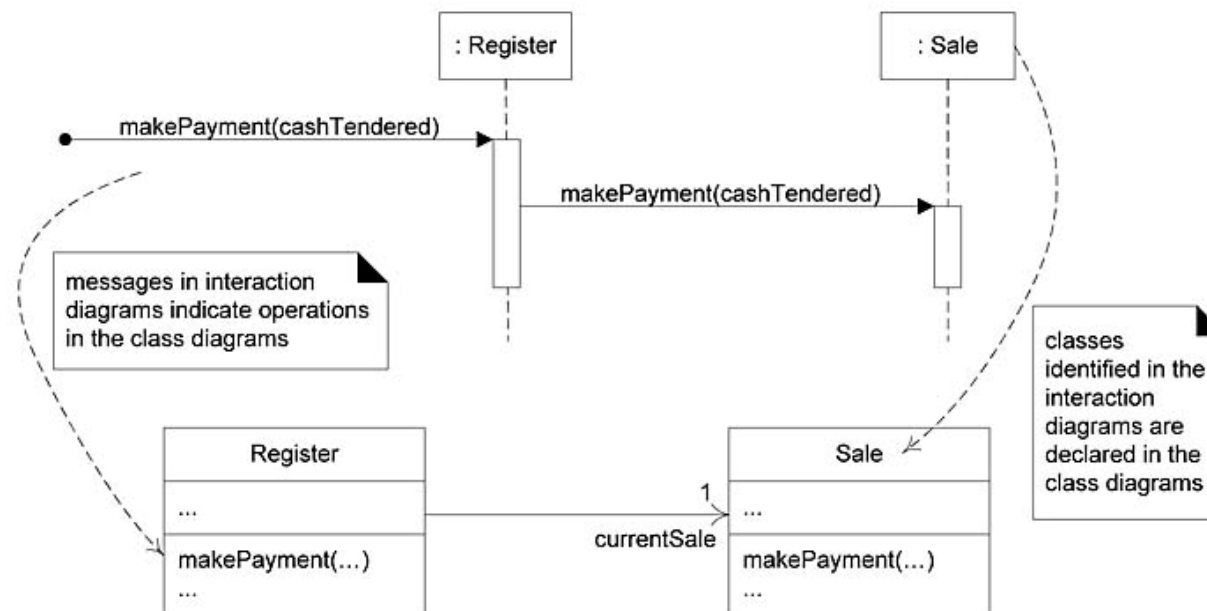 : Register
: Sale
makePayment(cashTendered)
makePayment(cashTendered)
messages in interaction
diagrams indicate operations
in the class diagrams
classes
identified in the
interaction
diagrams are
declared in the
class diagrams
Register
...
makePayment(...)
...
1
currentSale
Sale
...
makePayment(...)
...